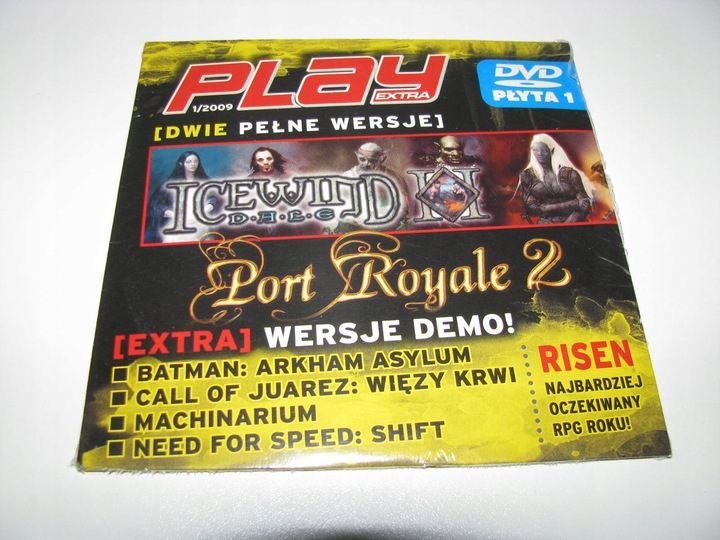 PLAY
EXTRA
1/2009
DVD
PŁYTA 1
[DWIE PEŁNE WERSJE]
ICEWIND
D·A·L·E
II
Port Royale 2
[EXTRA] WERSJE DEMO!
■ BATMAN: ARKHAM ASYLUM
■ CALL OF JUAREZ: WIĘZY KRWI
■ MACHINARIUM
■ NEED FOR SPEED: SHIFT
RISEN
NAJBARDZIEJ
OCZEKIWANY
RPG ROKU!